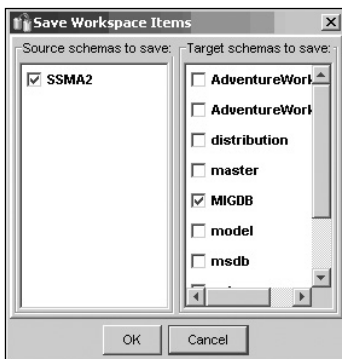 Save Workspace Items
Source schemas to save:
SSMA2
Target schemas to save:
AdventureWork
AdventureWork
distribution
master
MIGDB
model
msdb
OK
Cancel